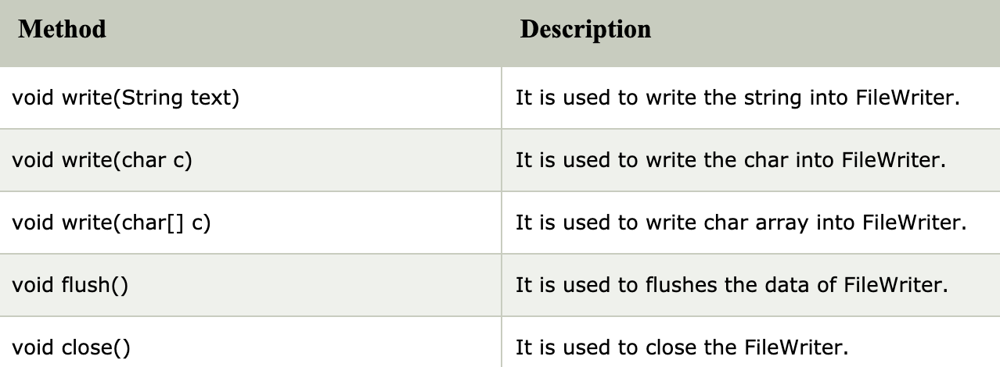 Method Description
void write(String text) It is used to write the string into FileWriter.
void write(char c) It is used to write the char into FileWriter.
void write(char[] c) It is used to write char array into FileWriter.
void flush() It is used to flushes the data of FileWriter.
void close() It is used to close the FileWriter.